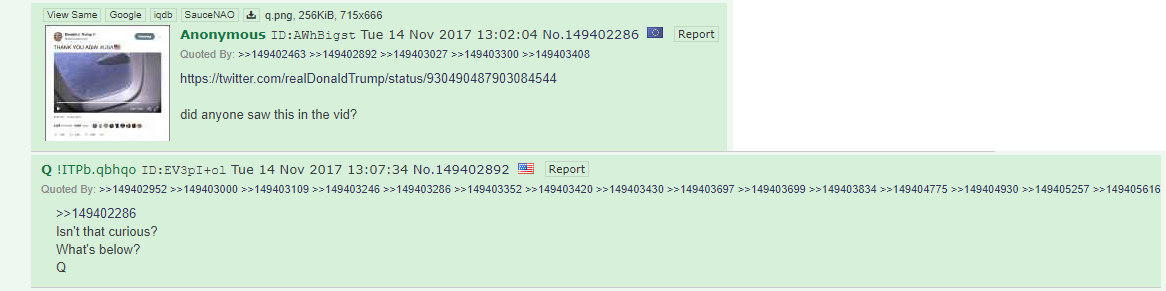 View Same Google iqdb SauceNAO q.png, 256KiB, 715x666
Anonymous ID:AWhBigst Tue 14 Nov 2017 13:02:04 No.149402286 Report
Quoted By: >>149402463 >>149402892 >>149403027 >>149403300 >>149403408
THANK YOU
https://twitter.com/realDonaldTrump/status/930490487903084544
did anyone saw this in the vid?
Q !ITPb.qbhqo ID:EV3pI+ol Tue 14 Nov 2017 13:07:34 No.149402892 Report
Quoted By: >>149402952 >>149403000 >>149403109 >>149403246 >>149403286 >>149403352 >>149403420 >>149403430 >>149403697 >>149403699 >>149403834 >>149404775 >>149404930 >>149405257 >>149405616
>>149402286
Isn't that curious?
What's below?
Q